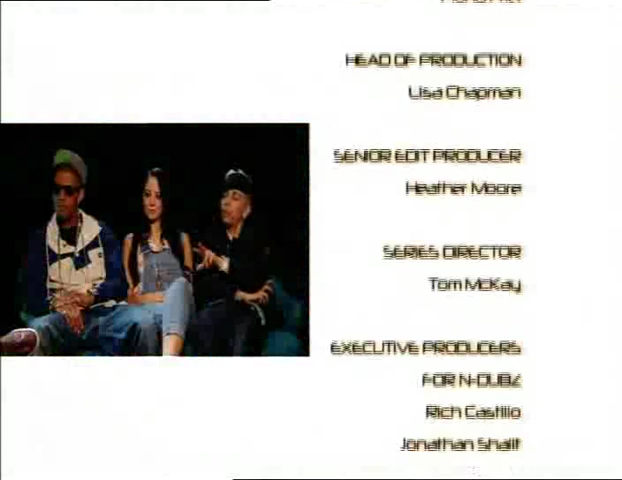 HEAD OF PRODUCTION
Lisa Chapman
SENIOR EDIT PRODUCER
Heather Moore
SERIES DIRECTOR
Tom McKay
EXECUTIVE PRODUCERS
FOR N-DUBZ
Rich Castillo
Jonathan Shalit